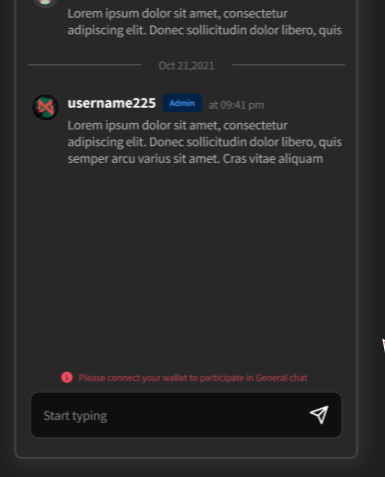 Lorem ipsum dolor sit amet, consectetur
adipiscing elit. Donec sollicitudin dolor libero, quis
Oct 21,2021
username225 Admin at 09:41 pm
Lorem ipsum dolor sit amet, consectetur
adipiscing elit. Donec sollicitudin dolor libero, quis
semper arcu varius sit amet. Cras vitae aliquam
Please connect your wallet to participate in General chat
Start typing